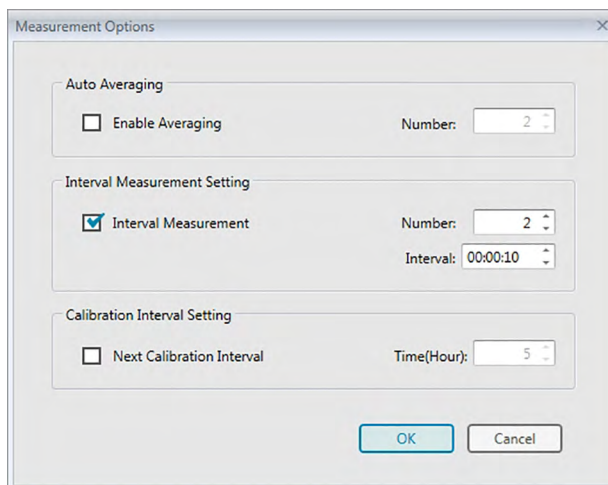 Measurement Options
Auto Averaging
Enable Averaging Number: 2
Interval Measurement Setting
Interval Measurement Number: 2
Interval: 00:00:10
Calibration Interval Setting
Next Calibration Interval Time(Hour): 5
OK Cancel